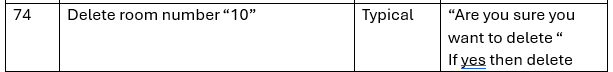 74 Delete room number “10” Typical “Are you sure you
want to delete “
If yes then delete